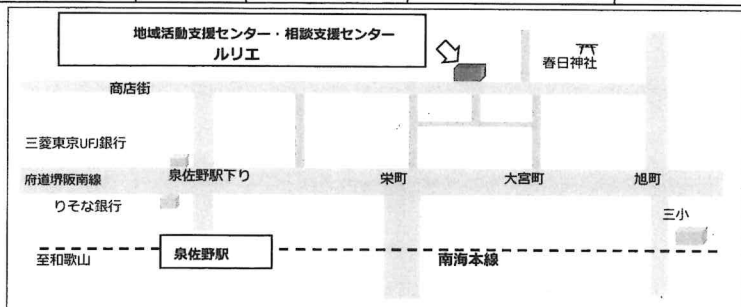 地域活動支援センター・相談支援センター
ルリエ
春日神社
商店街
三菱東京UFJ銀行
府道堺阪南線
泉佐野駅下り
栄町
大宮町
旭町
りそな銀行
三小
至和歌山
泉佐野駅
南海本線